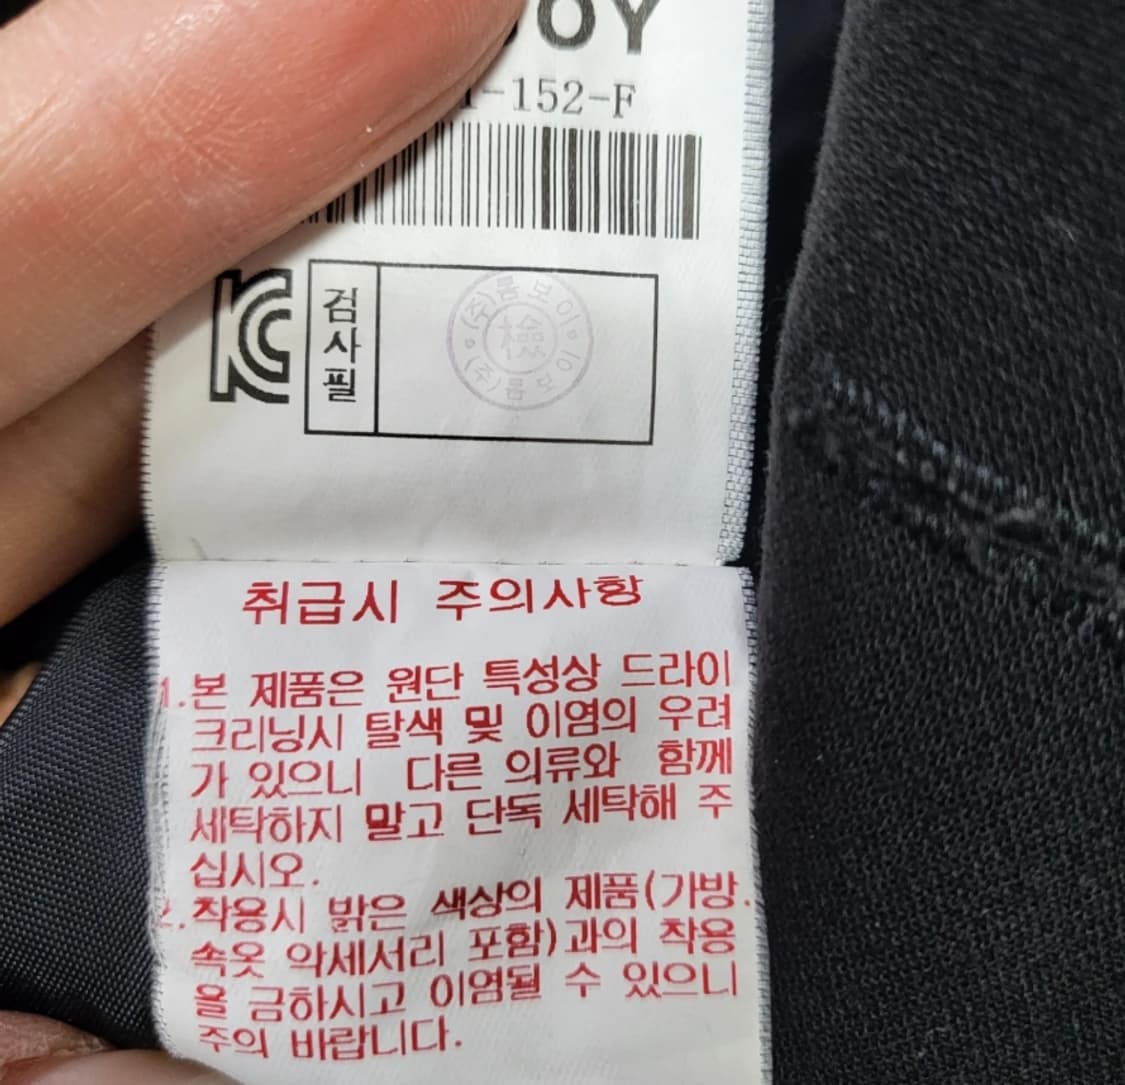 OY
-152-F
검사필
(주)톰보이
檢
(주)톰보이
취급시 주의사항
1.본 제품은 원단 특성상 드라이
크리닝시 탈색 및 이염의 우려
가 있으니 다른 의류와 함께
세탁하지 말고 단독 세탁해 주
십시오.
2.착용시 밝은 색상의 제품(가방.
속옷 악세서리 포함)과의 착용
을 금하시고 이염될 수 있으니
주의 바랍니다.